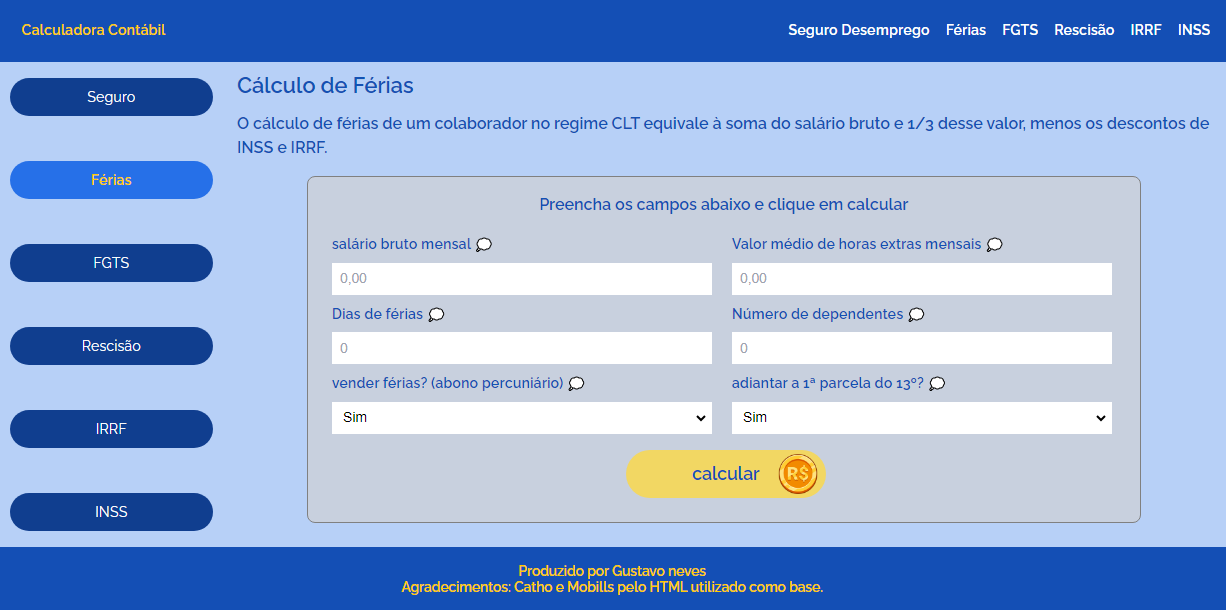 Calculadora Contábil
Seguro Desemprego Férias FGTS Rescisão IRRF INSS
Seguro
Férias
FGTS
Rescisão
IRRF
INSS
Cálculo de Férias
O cálculo de férias de um colaborador no regime CLT equivale à soma do salário bruto e 1/3 desse valor, menos os descontos de
INSS e IRRF.
Preencha os campos abaixo e clique em calcular
salário bruto mensal
0,00
Valor médio de horas extras mensais
0,00
Dias de férias
0
Número de dependentes
0
vender férias? (abono percuniário)
Sim
adiantar a 1ª parcela do 13º?
Sim
calcular R$
Produzido por Gustavo neves
Agradecimentos: Catho e Mobills pelo HTML utilizado como base.